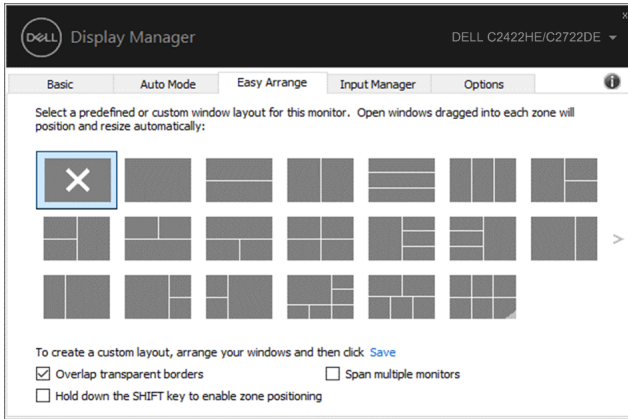 DELL Display Manager
DELL C2422HE/C2722DE
Basic Auto Mode Easy Arrange Input Manager Options
Select a predefined or custom window layout for this monitor. Open windows dragged into each zone will
position and resize automatically:
To create a custom layout, arrange your windows and then click Save
Overlap transparent borders
Span multiple monitors
Hold down the SHIFT key to enable zone positioning